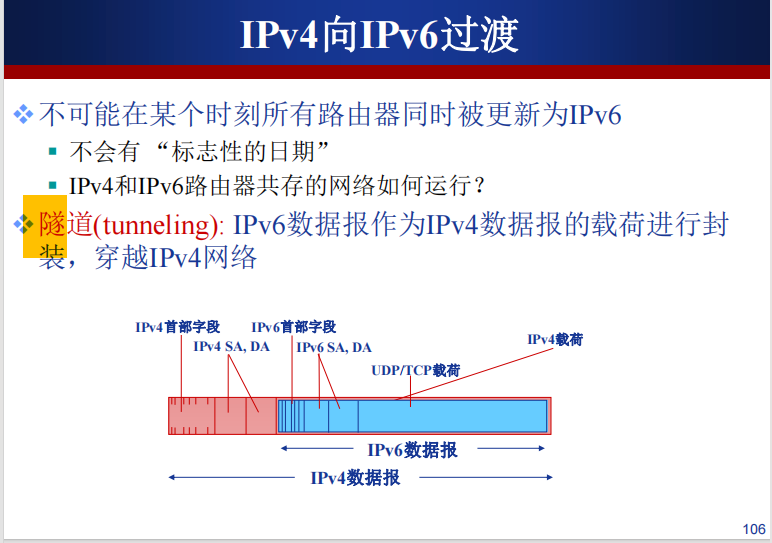 IPv4向IPv6过渡
不可能在某个时刻所有路由器同时被更新为IPv6
不会有 “标志性的日期”
IPv4和IPv6路由器共存的网络如何运行？
隧道(tunneling): IPv6数据报作为IPv4数据报的载荷进行封
装，穿越IPv4网络
IPv4首部字段
IPv6首部字段
IPv4 SA, DA
IPv6 SA, DA
IPv4载荷
UDP/TCP载荷
IPv6数据报
IPv4数据报
106